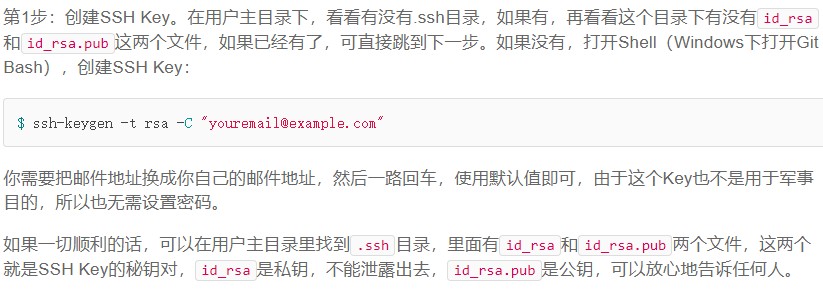 第1步：创建SSH Key。在用户主目录下，看看有没有.ssh目录，如果有，再看看这个目录下有没有id_rsa
和id_rsa.pub这两个文件，如果已经有了，可直接跳到下一步。如果没有，打开Shell（Windows下打开Git
Bash），创建SSH Key：
$ ssh-keygen -t rsa -C "youremail@example.com"
你需要把邮件地址换成你自己的邮件地址，然后一路回车，使用默认值即可，由于这个Key也不是用于军事
目的，所以也无需设置密码。
如果一切顺利的话，可以在用户主目录里找到.ssh目录，里面有id_rsa和id_rsa.pub两个文件，这两个
就是SSH Key的秘钥对，id_rsa是私钥，不能泄露出去，id_rsa.pub是公钥，可以放心地告诉任何人。